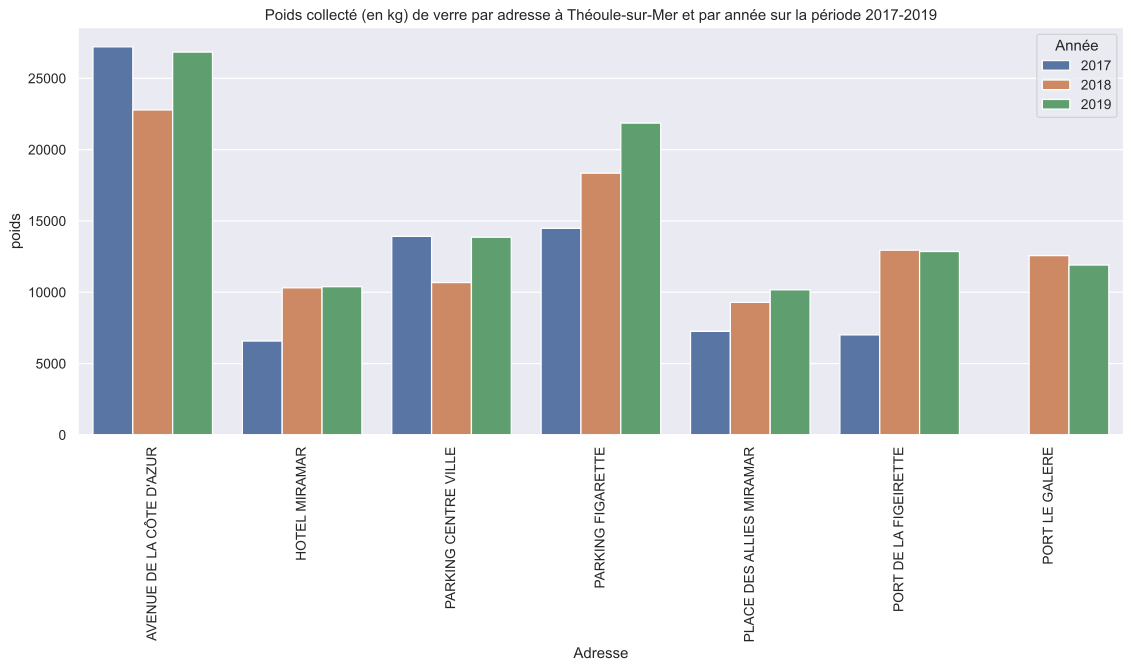 Poids collecté (en kg) de verre par adresse à Théoule-sur-Mer et par année sur la période 2017-2019
Année
2017
2018
2019
poids
25000
20000
15000
10000
5000
0
AVENUE DE LA CÔTE D'AZUR
HOTEL MIRAMAR
PARKING CENTRE VILLE
PARKING FIGARETTE
PLACE DES ALLIES MIRAMAR
PORT DE LA FIGEIRETTE
PORT LE GALERE
Adresse